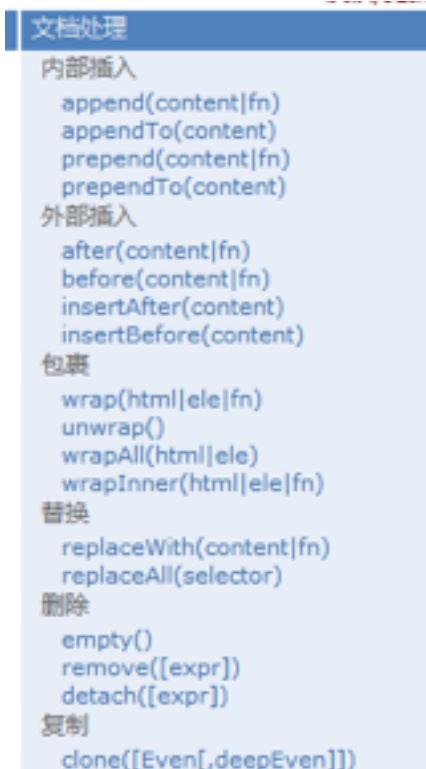 文档处理
内部插入
append(content|fn)
appendTo(content)
prepend(content|fn)
prependTo(content)
外部插入
after(content|fn)
before(content|fn)
insertAfter(content)
insertBefore(content)
包裹
wrap(html|ele|fn)
unwrap()
wrapAll(html|ele)
wrapInner(html|ele|fn)
替换
replaceWith(content|fn)
replaceAll(selector)
删除
empty()
remove([expr])
detach([expr])
复制
clone([Even[,deepEven]])